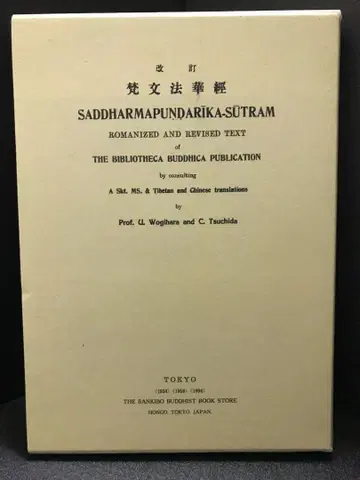 改訂
梵文法華經
SADDHARMAPUṆḌARĪKA-SŪTRAM
ROMANIZED AND REVISED TEXT
of
THE BIBLIOTHECA BUDDHICA PUBLICATION
by consulting
A Skt. MS. & Tibetan and Chinese translations
by
Prof. U. Wogihara and C. Tsuchida
TOKYO
THE SANKIBO BUDDHIST BOOK STORE
HONGO, TOKYO JAPAN.